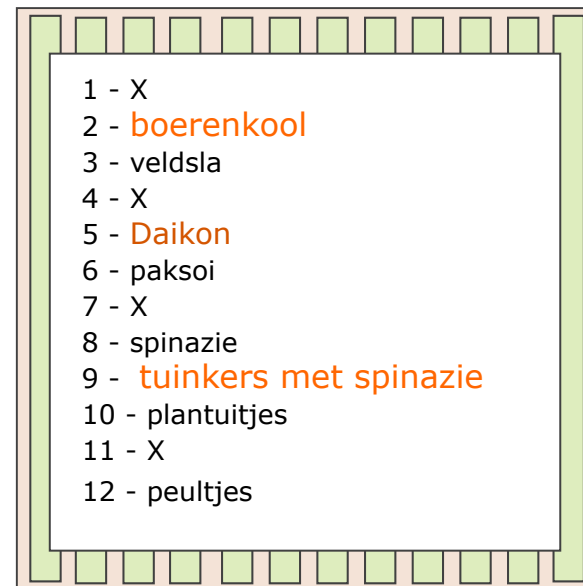 1 - X
2 - boerenkool
3 - veldsla
4 - X
5 - Daikon
6 - paksoi
7 - X
8 - spinazie
9 - tuinkers met spinazie
10 - plantuitjes
11 - X
12 - peultjes